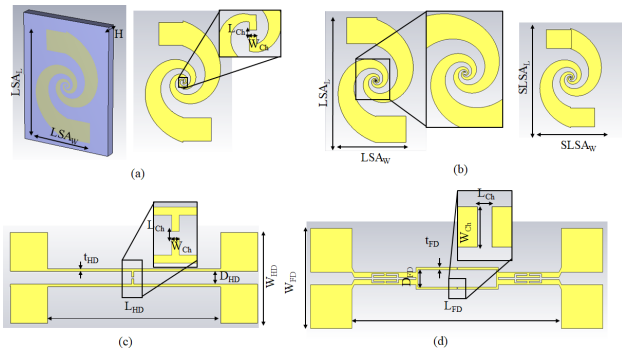 (a)
H
LSA_L
LSA_W
L_Ch
W_Ch
(b)
LSA_L
LSA_W
SLSA_L
SLSA_W
(c)
t_HD
L_Ch
W_Ch
D_HD
W_HD
L_HD
(d)
W_FD
t_FD
D_FD
L_Ch
W_Ch
L_FD